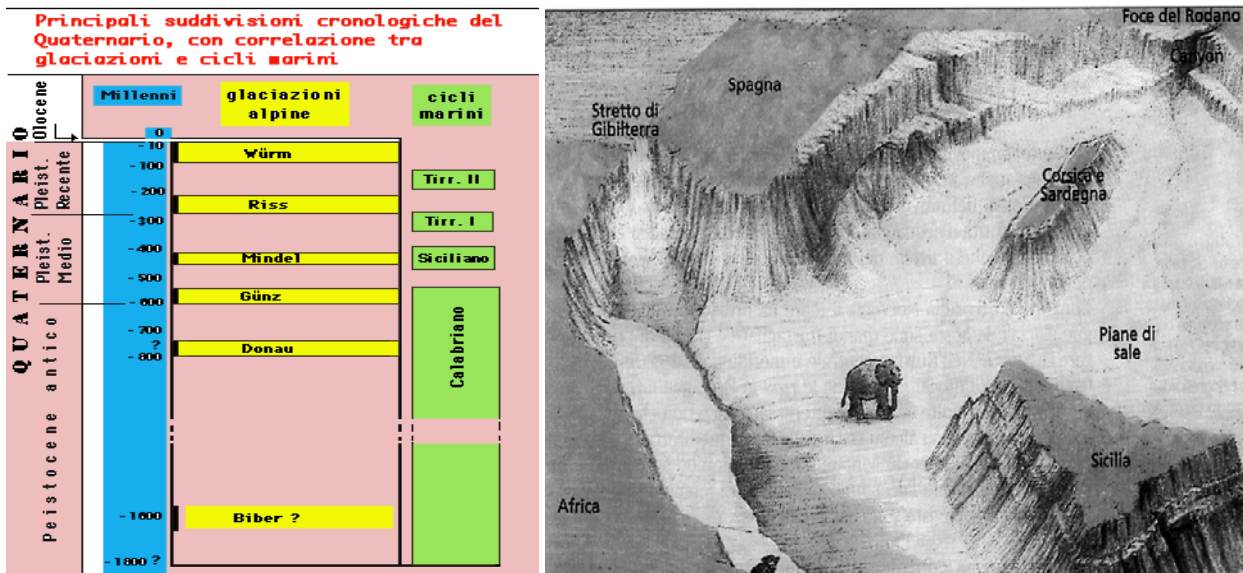 Principali suddivisioni cronologiche del
Quaternario, con correlazione tra
glaciazioni e cicli marini
Millenni
glaciazioni
alpine
cicli
marini
QUATERNARIO
Olocene
Pleist.
Recente
Pleist.
Medio
Peistocene antico
0
-10
-100
-200
-300
-400
-500
-600
-700
?
-800
-1600
-1800 ?
Würm
Riss
Mindel
Günz
Donau
Biber ?
Tirr. II
Tirr. I
Siciliano
Calabriano
Foce del Rodano
Canyon
Spagna
Stretto di
Gibilterra
Corsica e
Sardegna
Piane di
sale
Sicilia
Africa